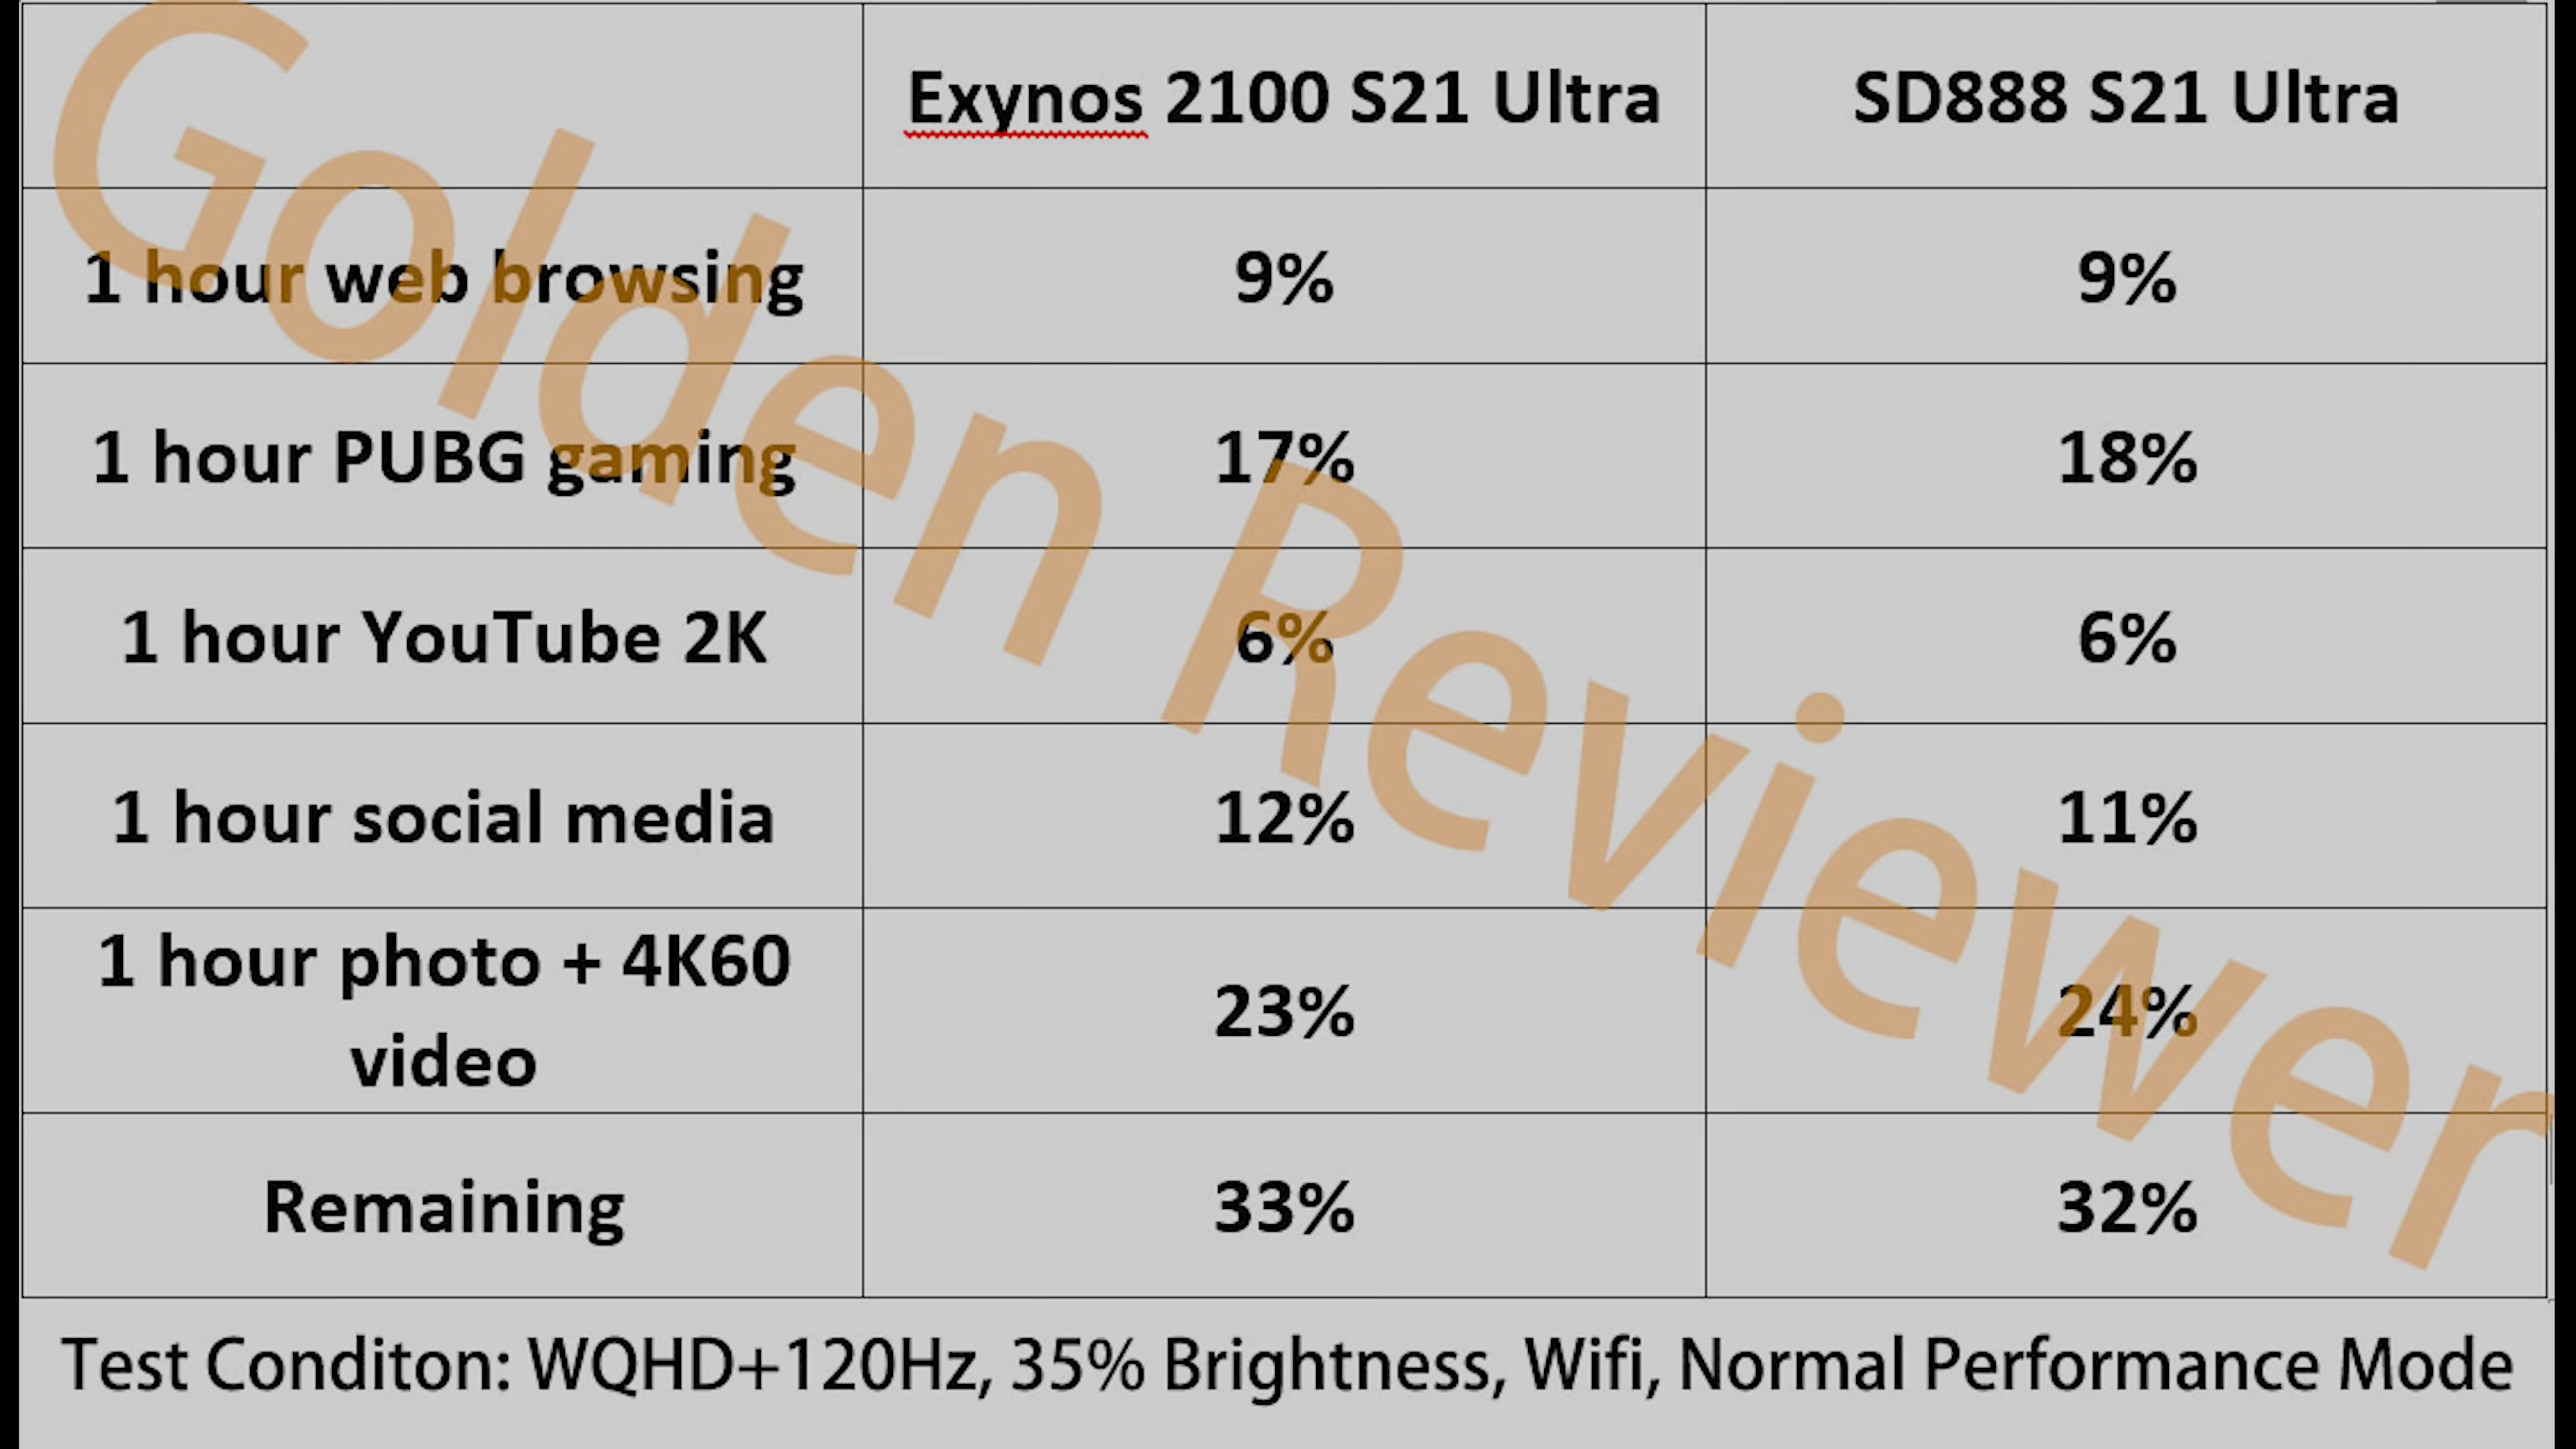 Exynos 2100 S21 Ultra SD888 S21 Ultra
1 hour web browsing 9% 9%
1 hour PUBG gaming 17% 18%
1 hour YouTube 2K 6% 6%
1 hour social media 12% 11%
1 hour photo + 4K60
video 23% 24%
Remaining 33% 32%
Test Conditon: WQHD+120Hz, 35% Brightness, Wifi, Normal Performance Mode
Golden Reviewer